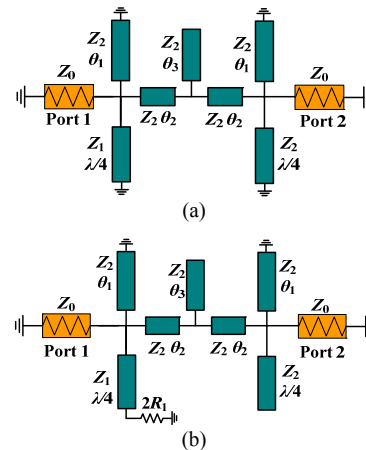 Z2 θ1
Z2 θ3
Z2 θ1
Z0
Z0
Port 1
Port 2
Z2 θ2
Z2 θ2
Z1 λ/4
Z2 λ/4
(a)
Z2 θ1
Z2 θ3
Z2 θ1
Z0
Z0
Port 1
Port 2
Z2 θ2
Z2 θ2
Z1 λ/4
Z2 λ/4
2R1
(b)